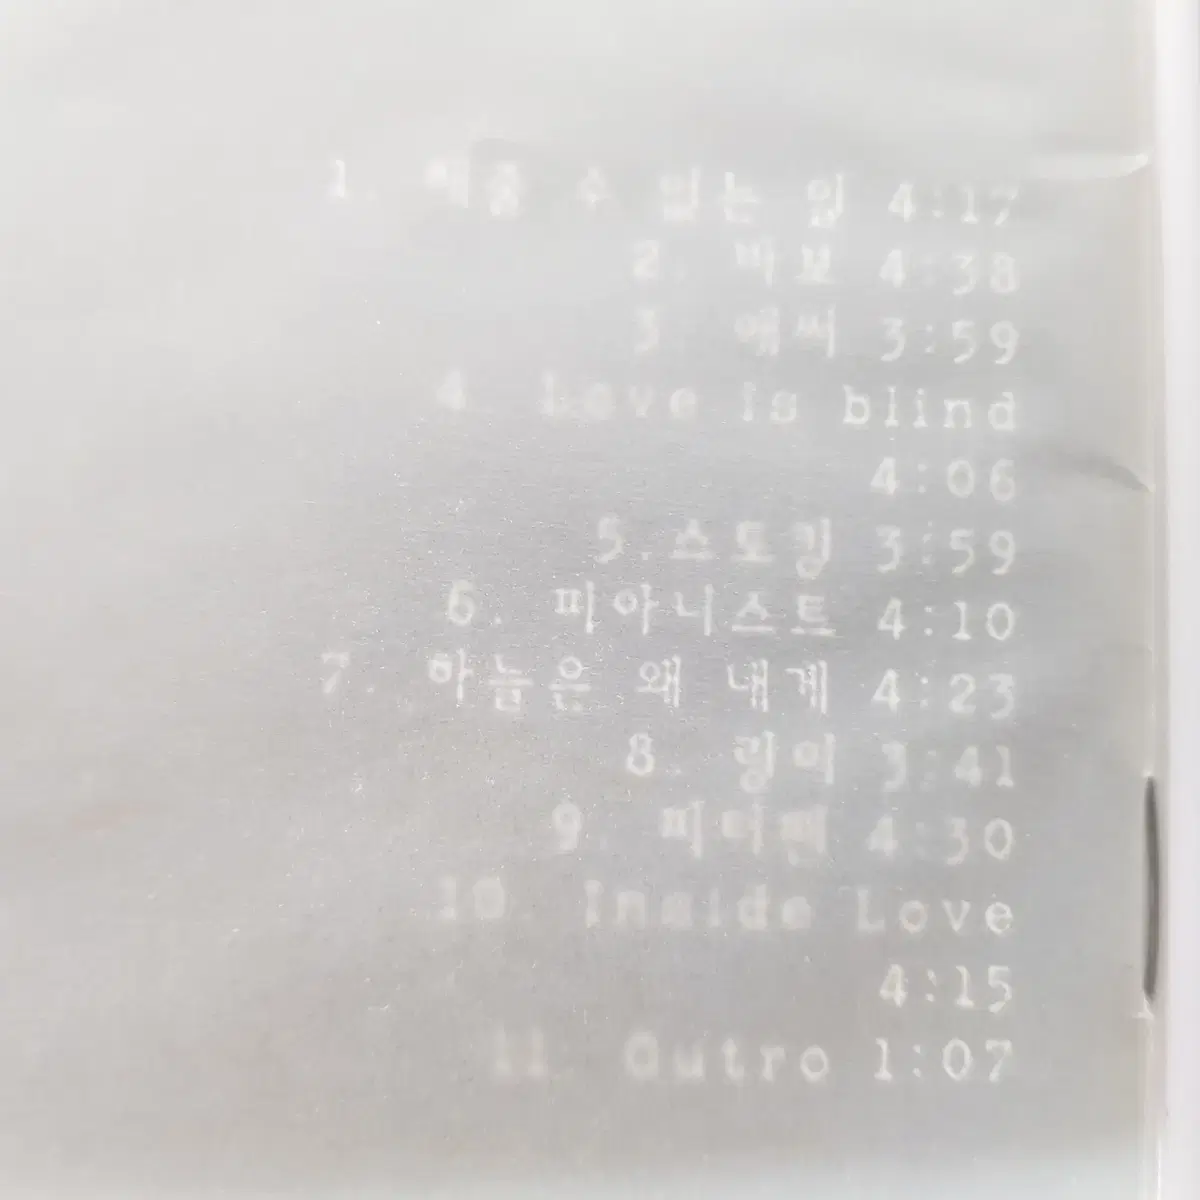 1. 해줄 수 없는 일 4:17
2. 바보 4:38
3. 애써 3:59
4. Love is blind
4:06
5.스토킹 3:59
6. 피아니스트 4:10
7. 하늘은 왜 내게 4:23
8. 3:41
9. 피터팬 4:30
10. Inside Love
4:15
11. Outro 1:07